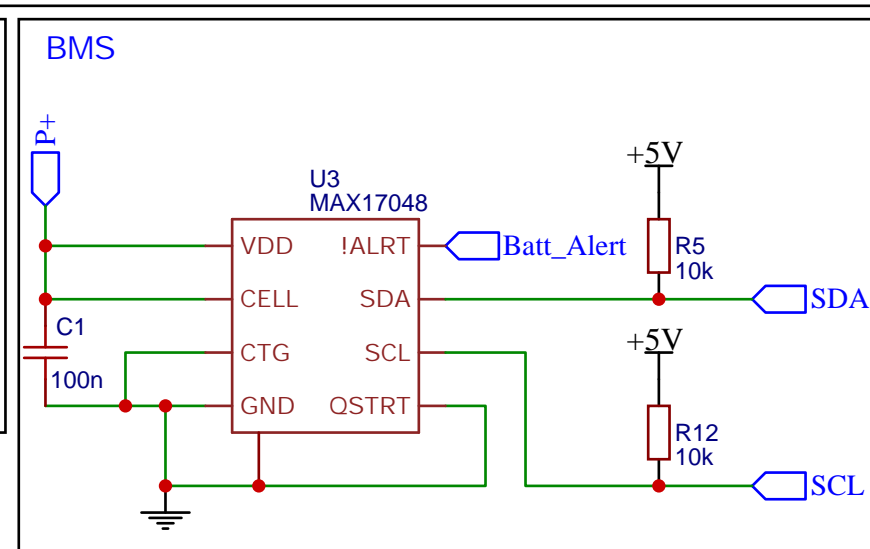 BMS
P+
U3
MAX17048
VDD
CELL
CTG
GND
!ALRT
SDA
SCL
QSTRT
Batt_Alert
C1
100n
+5V
R5
10k
SDA
+5V
R12
10k
SCL